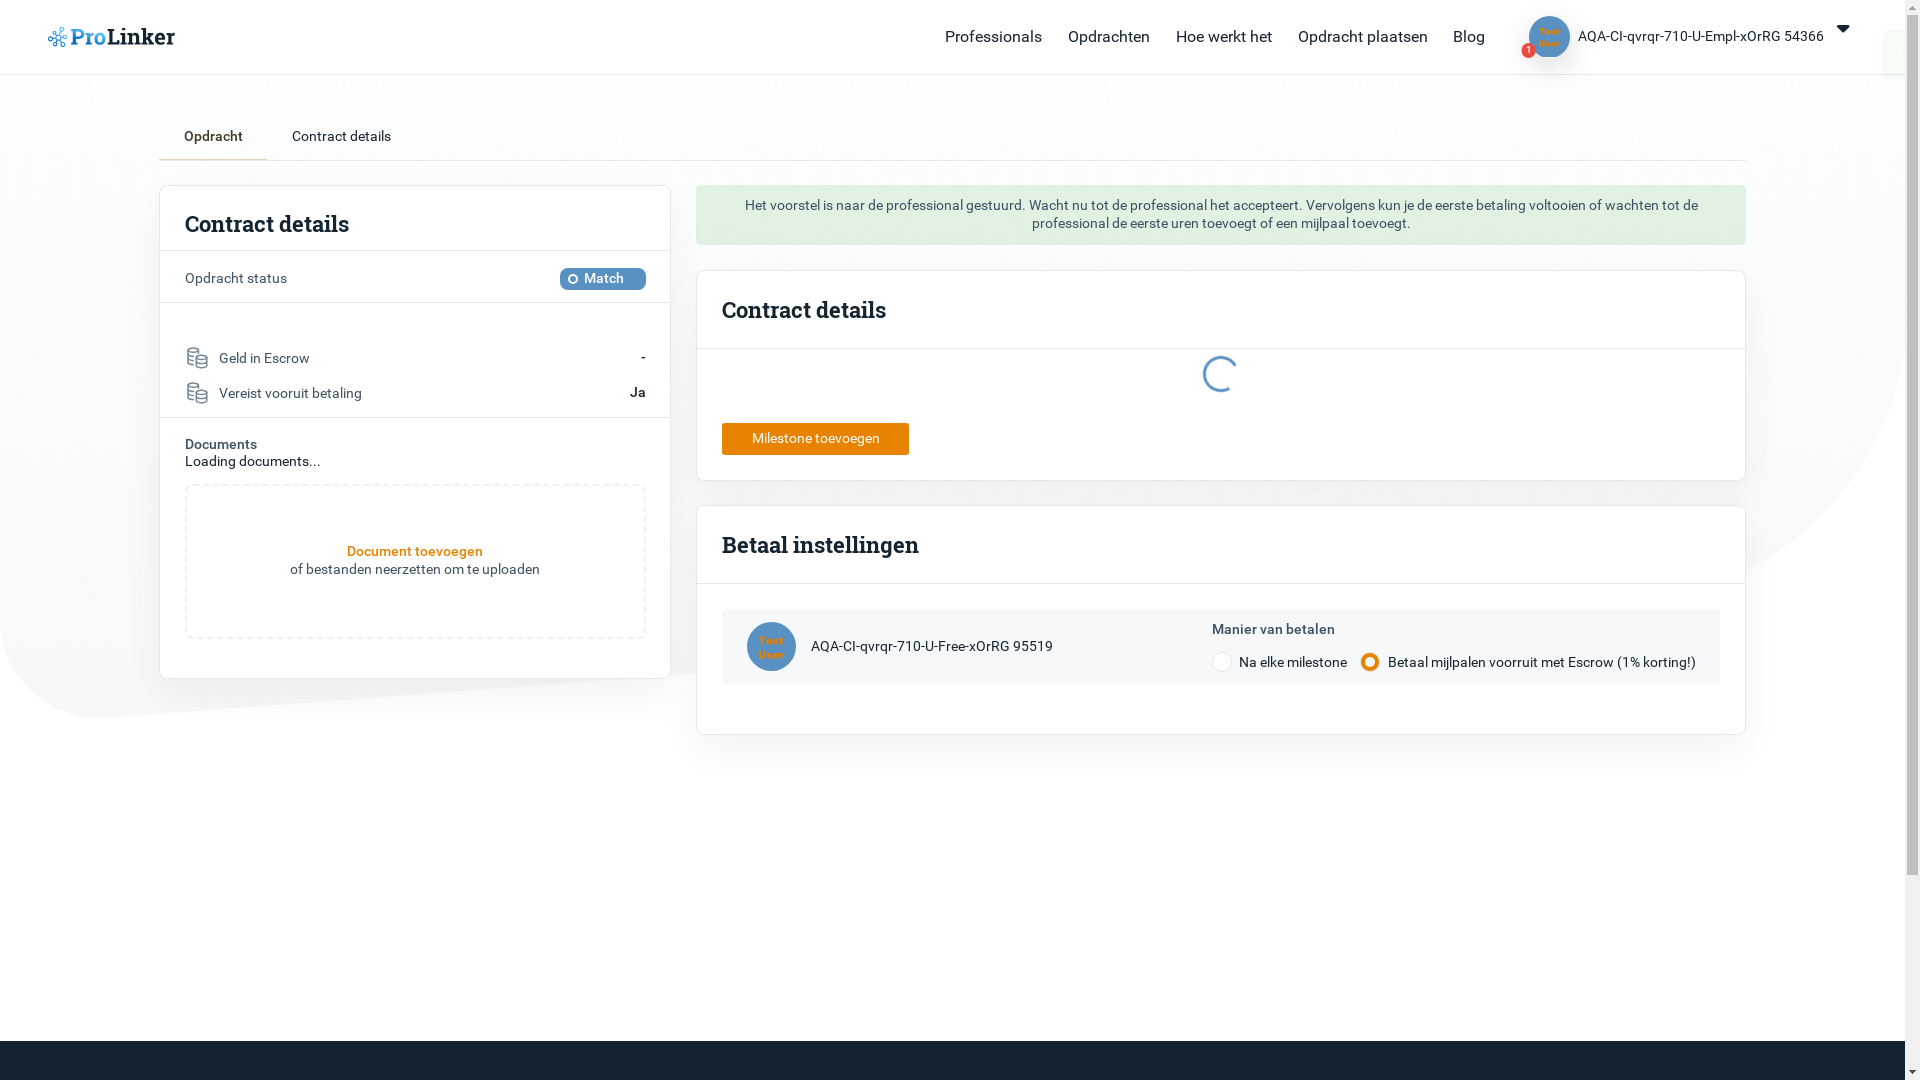 ProLinker
Professionals
Opdrachten
Hoe werkt het
Opdracht plaatsen
Blog
Test
User
1
AQA-CI-qvrqr-710-U-Empl-xOrRG 54366
Opdracht
Contract details
Contract details
Opdracht status
Match
Geld in Escrow
-
Vereist vooruit betaling
Ja
Documents
Loading documents...
Document toevoegen
of bestanden neerzetten om te uploaden
Het voorstel is naar de professional gestuurd. Wacht nu tot de professional het accepteert. Vervolgens kun je de eerste betaling voltooien of wachten tot de
professional de eerste uren toevoegt of een mijlpaal toevoegt.
Contract details
Milestone toevoegen
Betaal instellingen
Test
User
AQA-CI-qvrqr-710-U-Free-xOrRG 95519
Manier van betalen
Na elke milestone
Betaal mijlpalen voorruit met Escrow (1% korting!)